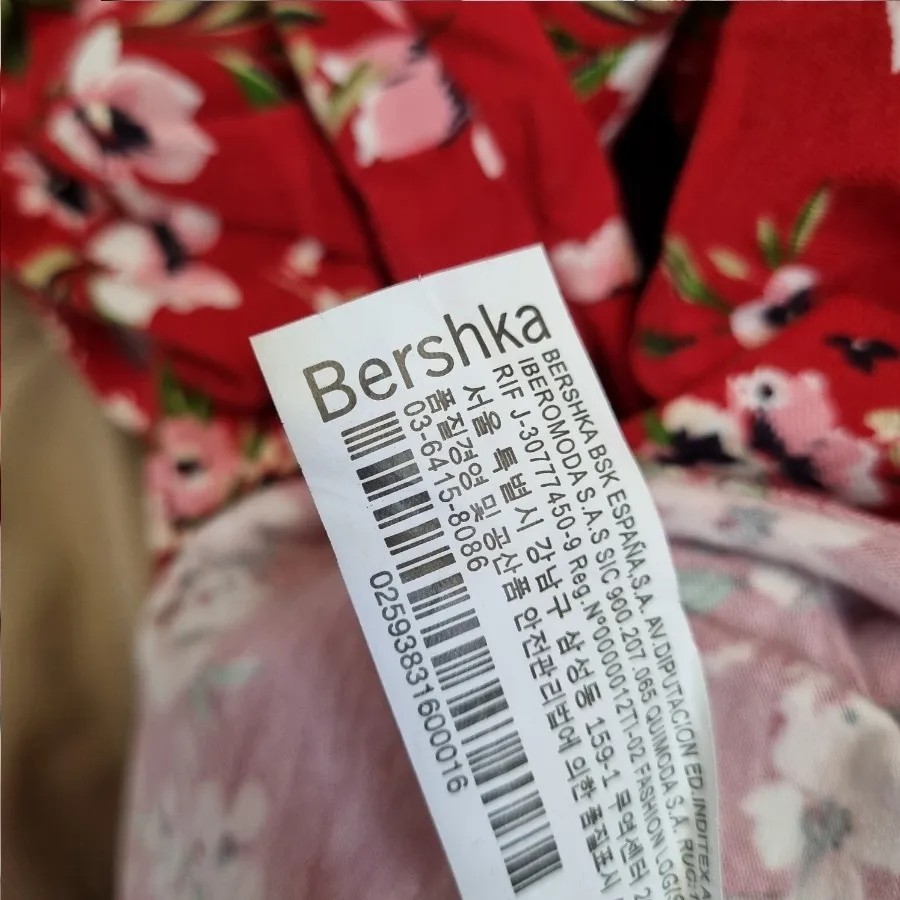 Bershka
BERSHKA BSK ESPAÑA,S.A. AV.DIPUTACIÓN ED.INDITEX A
IBEROMODA S.A.S SIC 900.207.065 QUIMODA S.A. RUC:
RIF J-30777450-9 Reg.Nº0000012TI-02 FASHION LOGIS
서울 특별시 강남구 삼성동 159-1 무역센터 2
품질경영 및 공산품 안전관리법에 의한 품질표시
03-6415-8086
02593831600016